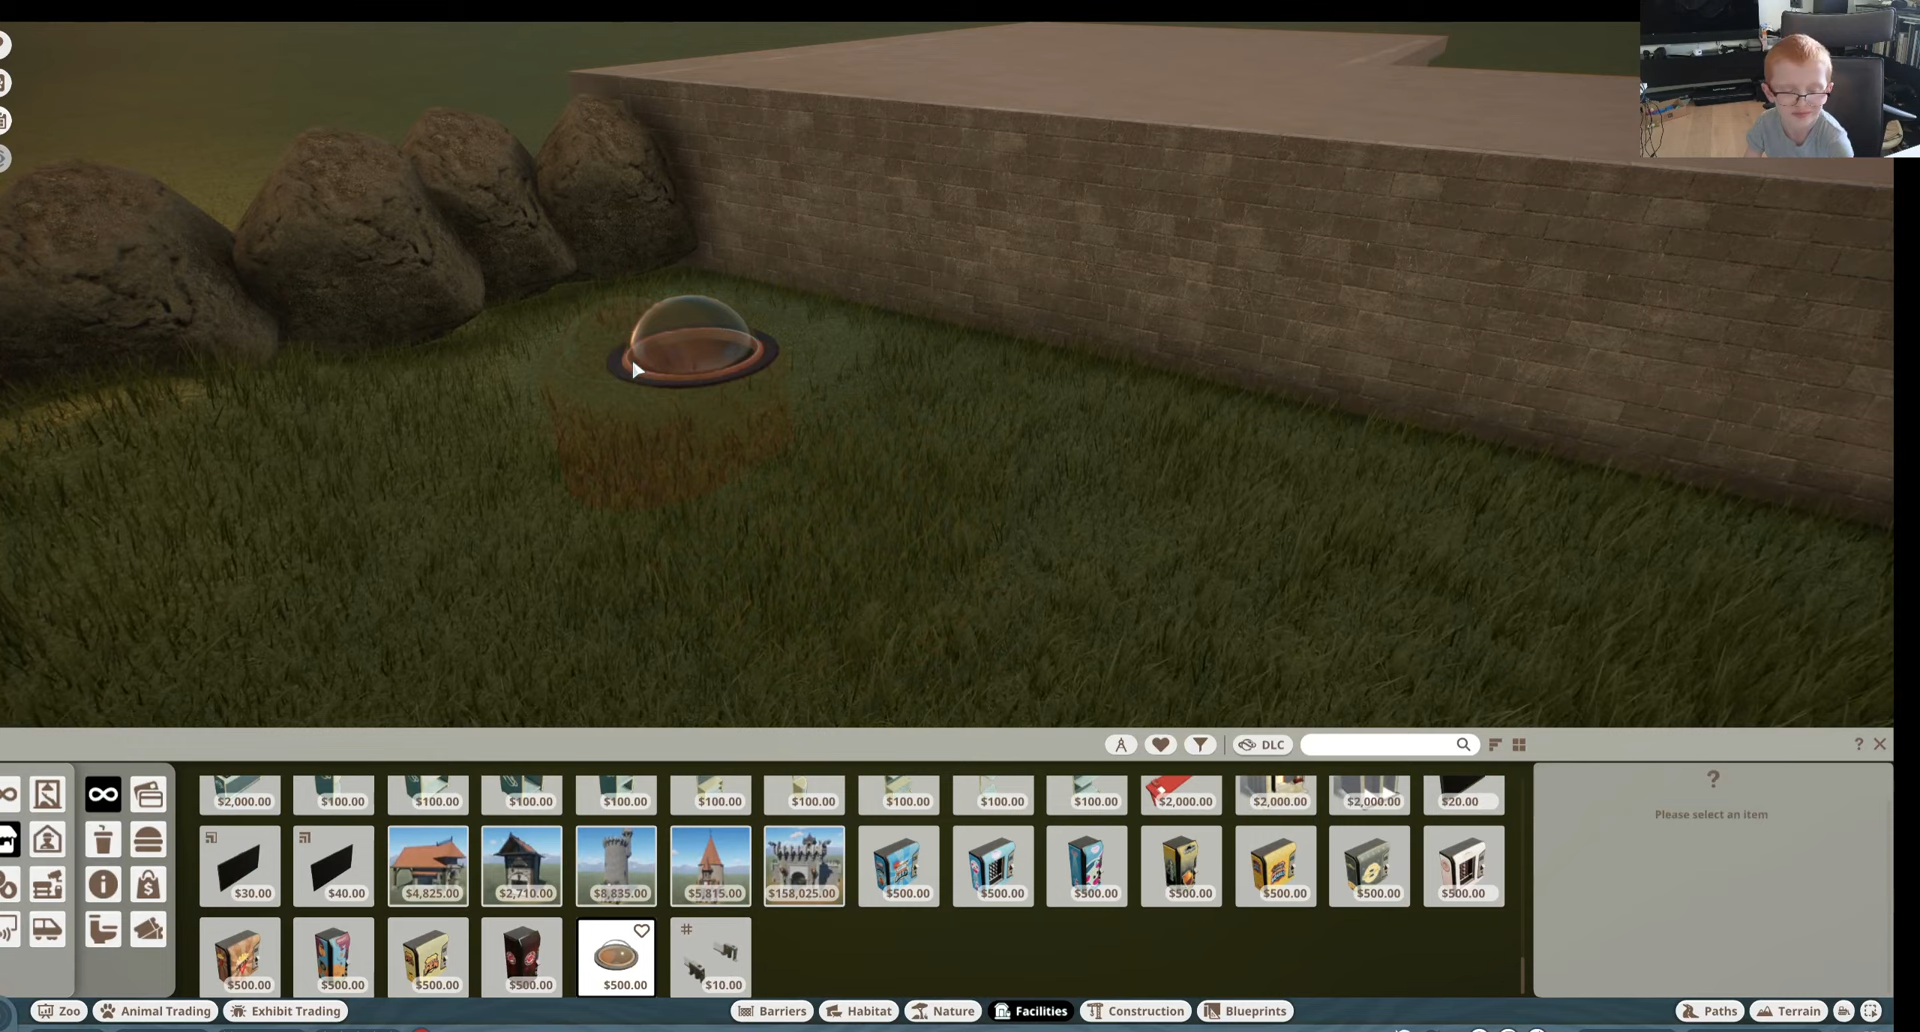 DLC
?
$2,000.00 $100.00 $100.00 $100.00 $100.00 $100.00 $100.00 $100.00 $100.00 $100.00 $2,000.00 $2,000.00 $2,000.00 $20.00
?
Please select an item
$30.00 $40.00 $4,825.00 $2,710.00 $8,835.00 $5,815.00 $158,025.00 $500.00 $500.00 $500.00 $500.00 $500.00 $500.00 $500.00
$500.00 $500.00 $500.00 $500.00 $500.00 # $10.00
Zoo Animal Trading Exhibit Trading Barriers Habitat Nature Facilities Construction Blueprints Paths Terrain